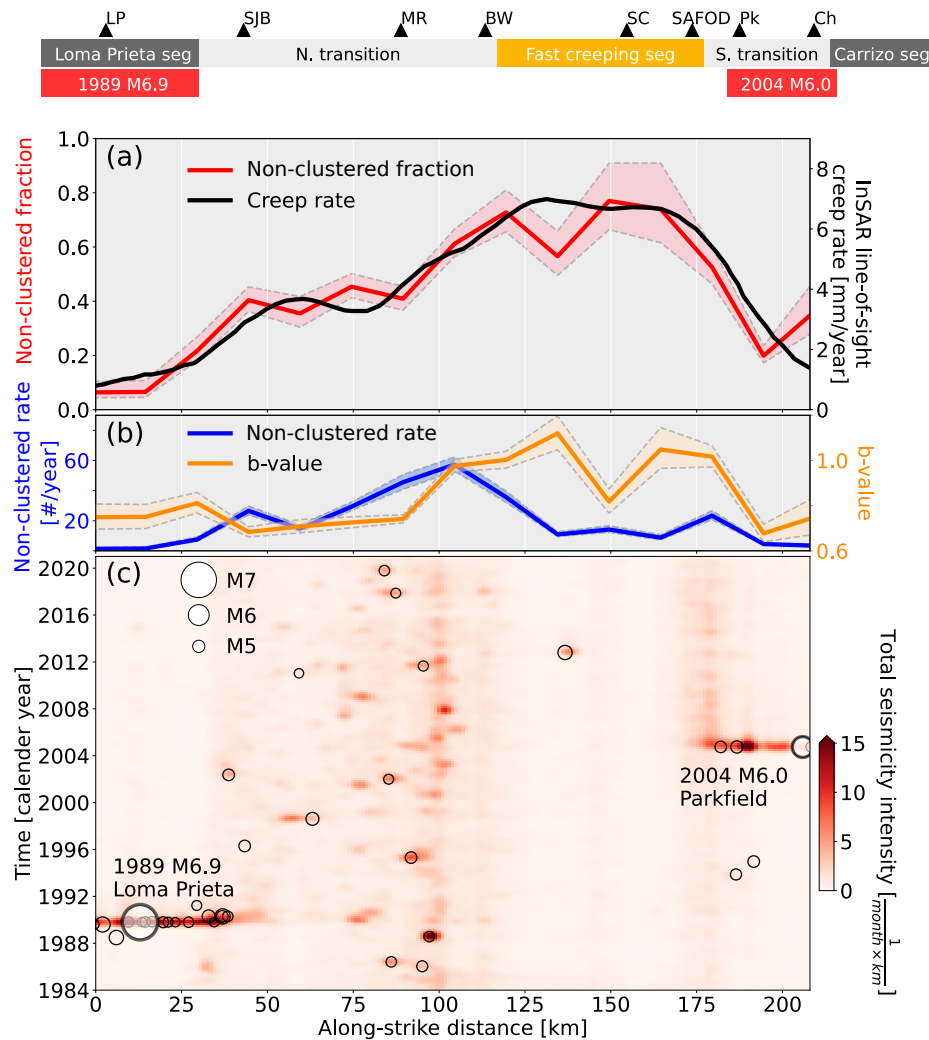 LP SJB MR BW SC SAFOD Pk Ch
Loma Prieta seg N. transition Fast creeping seg S. transition Carrizo seg
1989 M6.9 2004 M6.0
(a)
Non-clustered fraction
Creep rate
Non-clustered fraction
1.0
0.8
0.6
0.4
0.2
0.0
8
6
4
2
0
InSAR line-of-sight
creep rate [mm/year]
(b)
Non-clustered rate
b-value
Non-clustered rate
[#/year]
60
20
1.0
0.6
b-value
(c)
M7
M6
M5
1989 M6.9
Loma Prieta
2004 M6.0
Parkfield
Time [calender year]
2020
2016
2012
2008
2004
2000
1996
1992
1988
1984
0 25 50 75 100 125 150 175 200
Along-strike distance [km]
15
10
5
0
Total seismicity intensity [1/month × km]